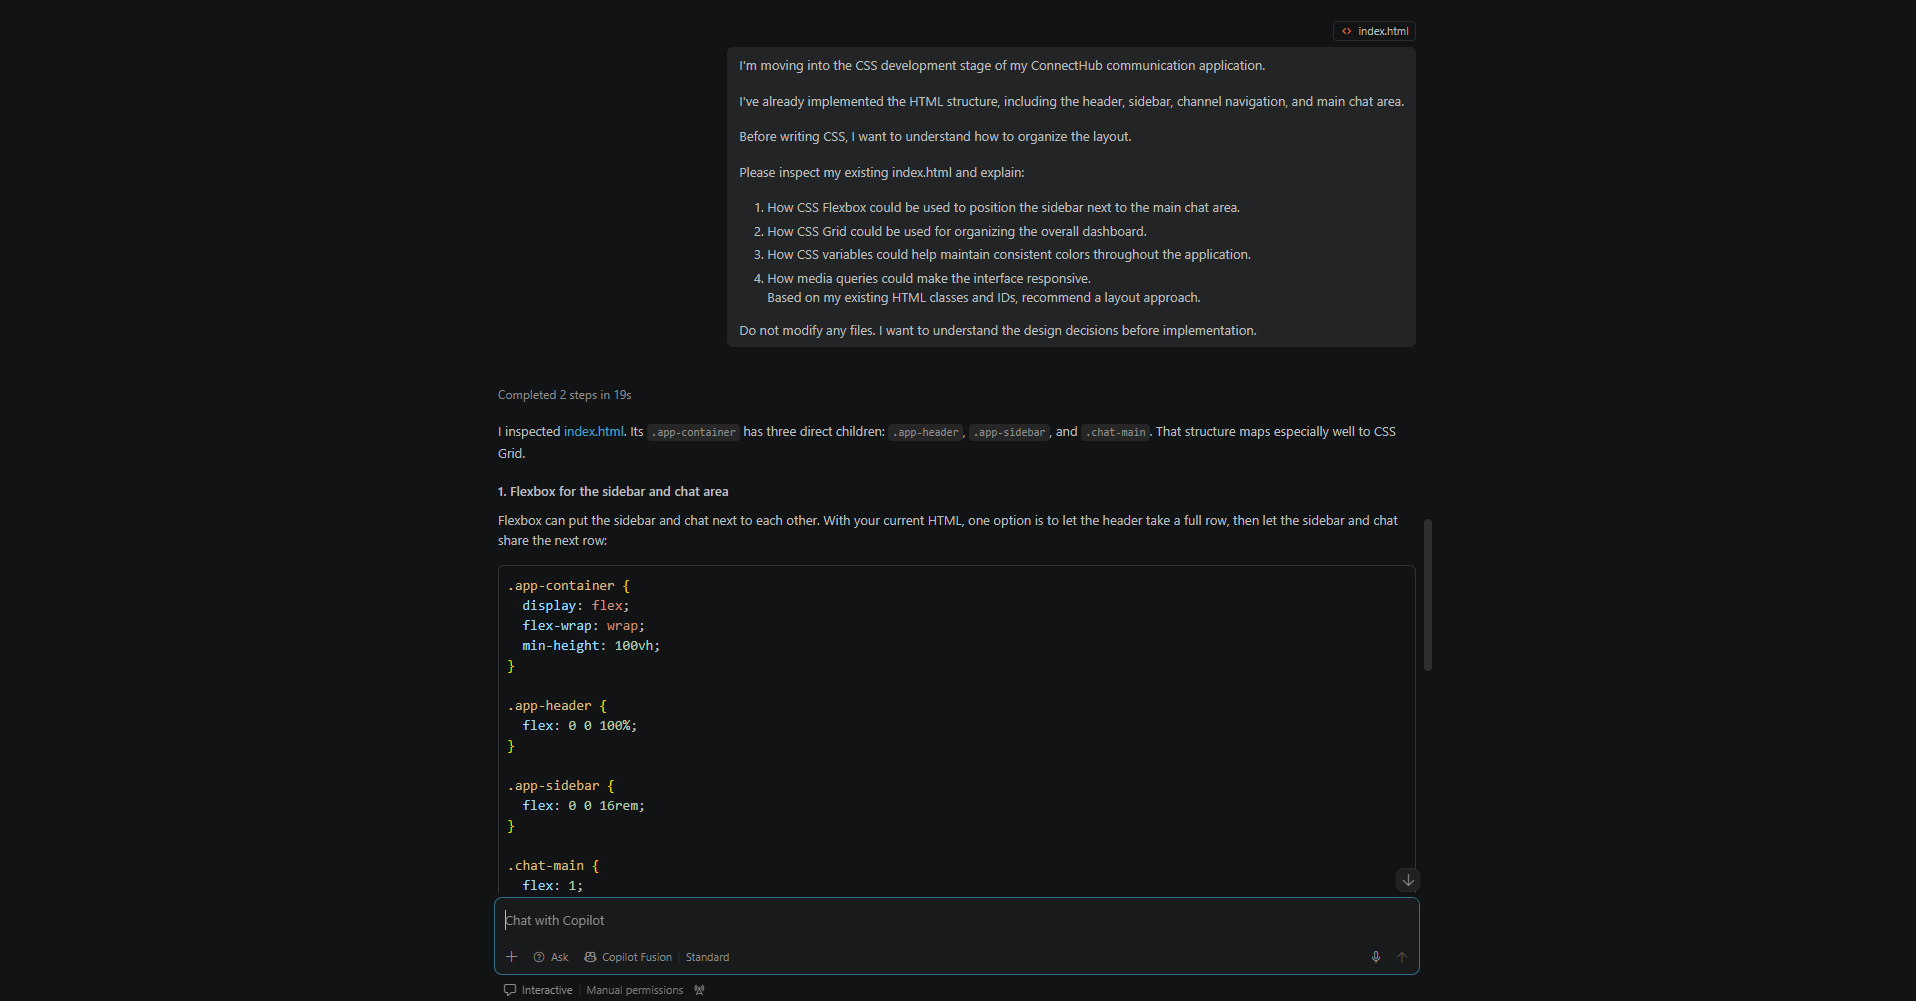 <> index.html
I'm moving into the CSS development stage of my ConnectHub communication application.
I've already implemented the HTML structure, including the header, sidebar, channel navigation, and main chat area.
Before writing CSS, I want to understand how to organize the layout.
Please inspect my existing index.html and explain:
1. How CSS Flexbox could be used to position the sidebar next to the main chat area.
2. How CSS Grid could be used for organizing the overall dashboard.
3. How CSS variables could help maintain consistent colors throughout the application.
4. How media queries could make the interface responsive.
Based on my existing HTML classes and IDs, recommend a layout approach.
Do not modify any files. I want to understand the design decisions before implementation.
Completed 2 steps in 19s
I inspected index.html. Its .app-container has three direct children: .app-header, .app-sidebar, and .chat-main. That structure maps especially well to CSS
Grid.
1. Flexbox for the sidebar and chat area
Flexbox can put the sidebar and chat next to each other. With your current HTML, one option is to let the header take a full row, then let the sidebar and chat
share the next row:
.app-container {
display: flex;
flex-wrap: wrap;
min-height: 100vh;
}
.app-header {
flex: 0 0 100%;
}
.app-sidebar {
flex: 0 0 16rem;
}
.chat-main {
flex: 1;
Chat with Copilot
Ask Copilot Fusion Standard
Interactive Manual permissions